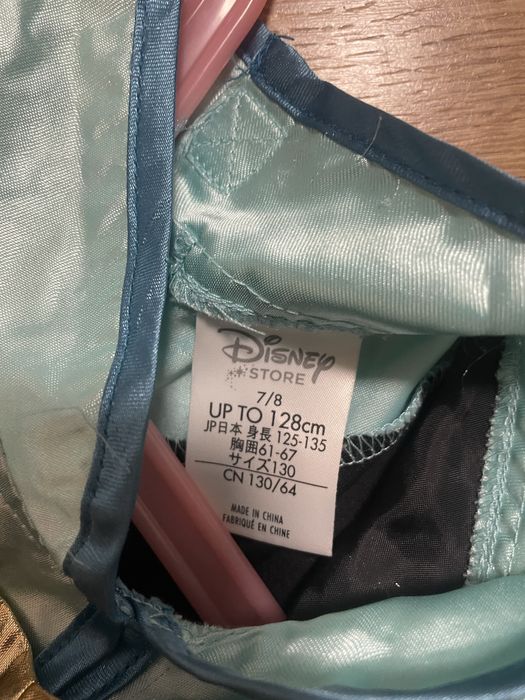 Disney
STORE
7/8
UP TO 128cm
JP日本 身長 125-135
胸囲61-67
サイズ130
CN 130/64
MADE IN CHINA
FABRIQUÉ EN CHINE